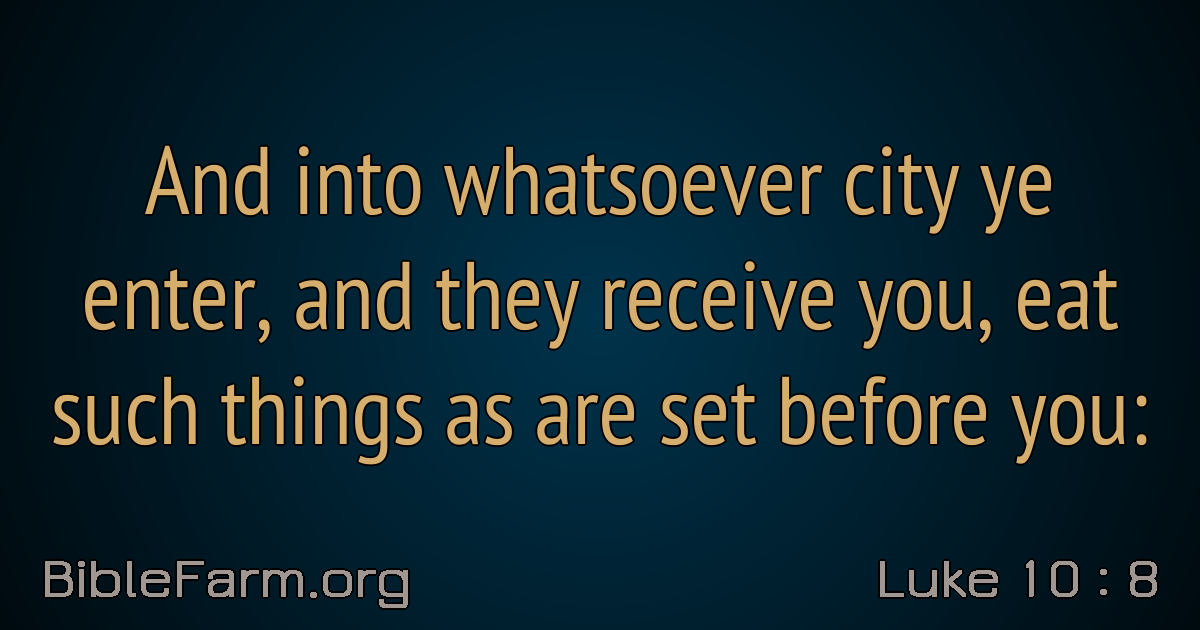 And into whatsoever city ye
enter, and they receive you, eat
such things as are set before you:
BibleFarm.org
Luke 10 : 8